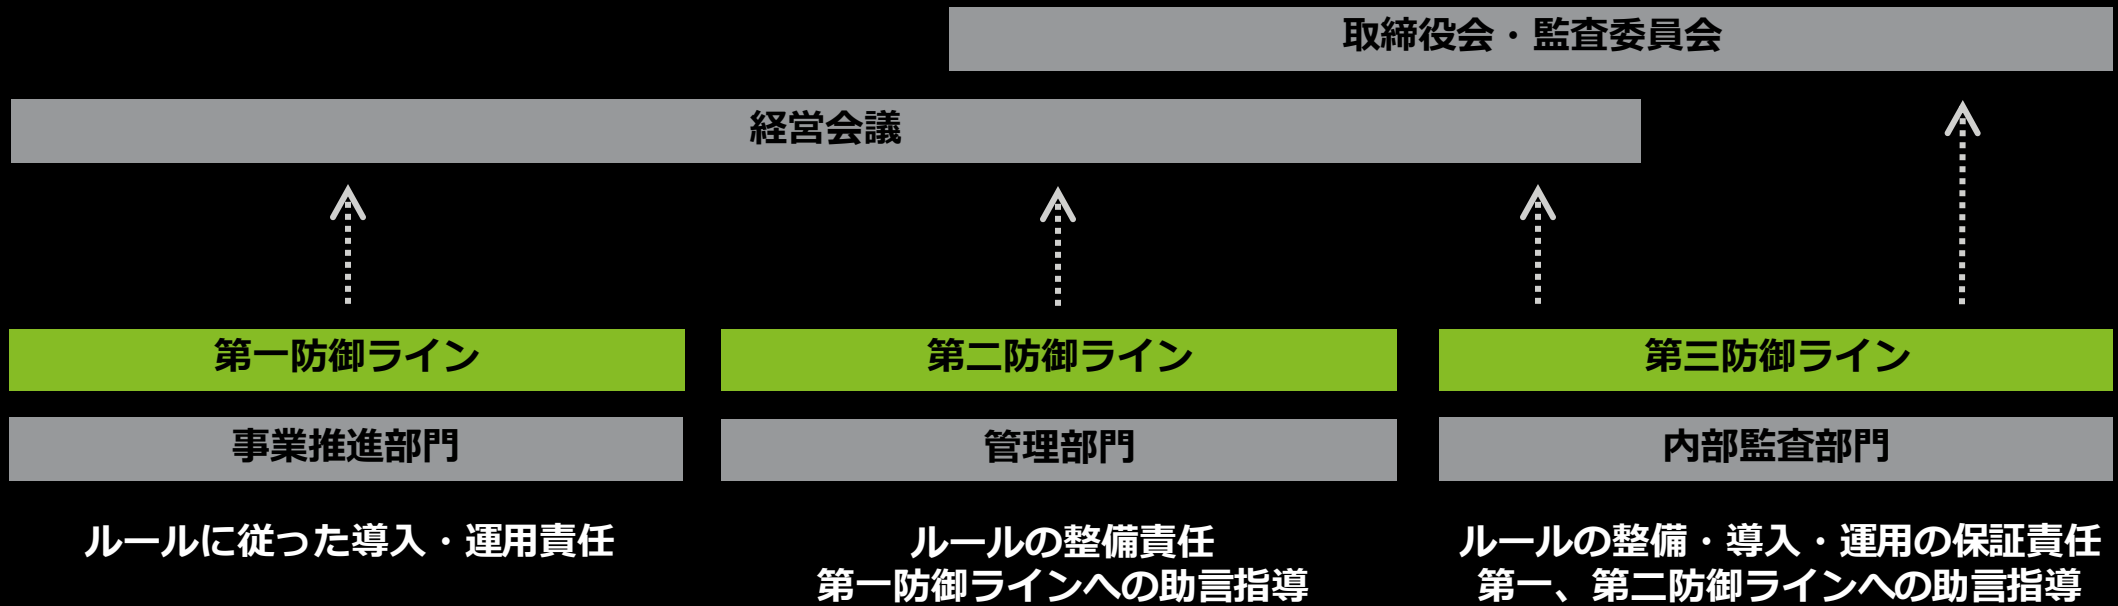 取締役会・監査委員会
経営会議
第一防御ライン
第二防御ライン
第三防御ライン
事業推進部門
管理部門
内部監査部門
ルールに従った導入・運用責任
ルールの整備責任
第一防御ラインへの助言指導
ルールの整備・導入・運用の保証責任
第一、第二防御ラインへの助言指導